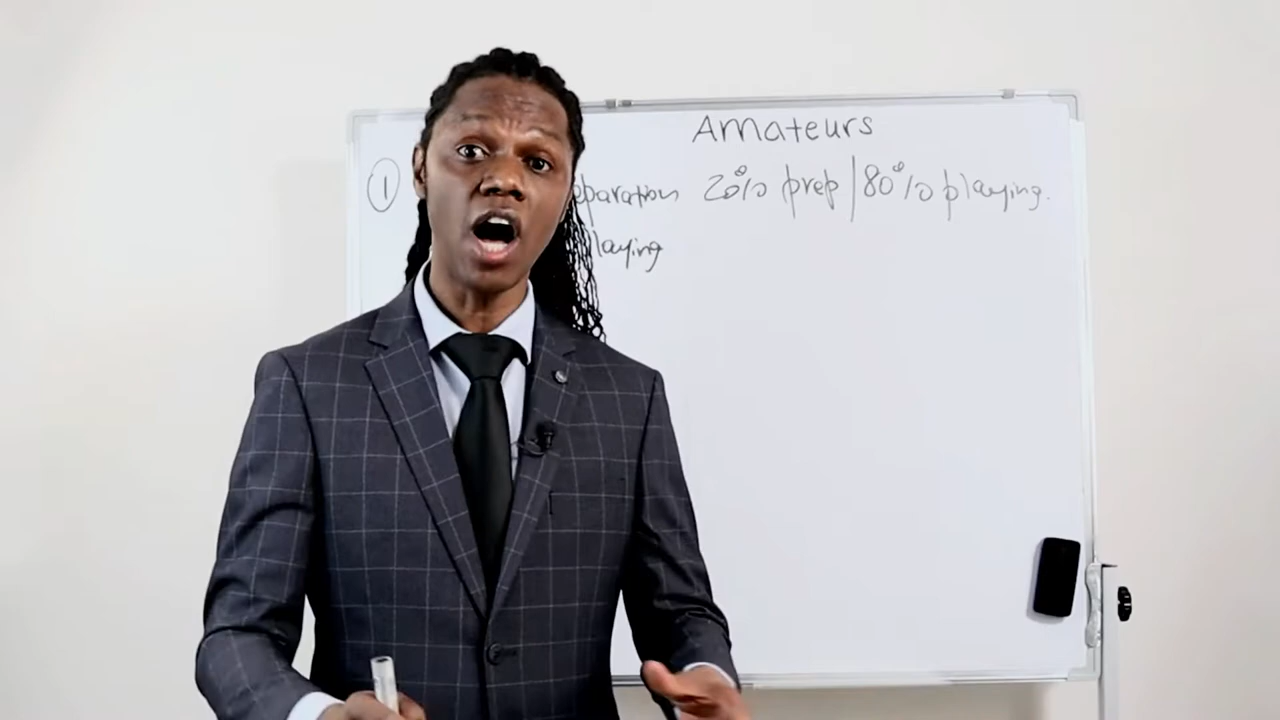 Amateurs
① eparation 20% prep / 80% playing.
laying